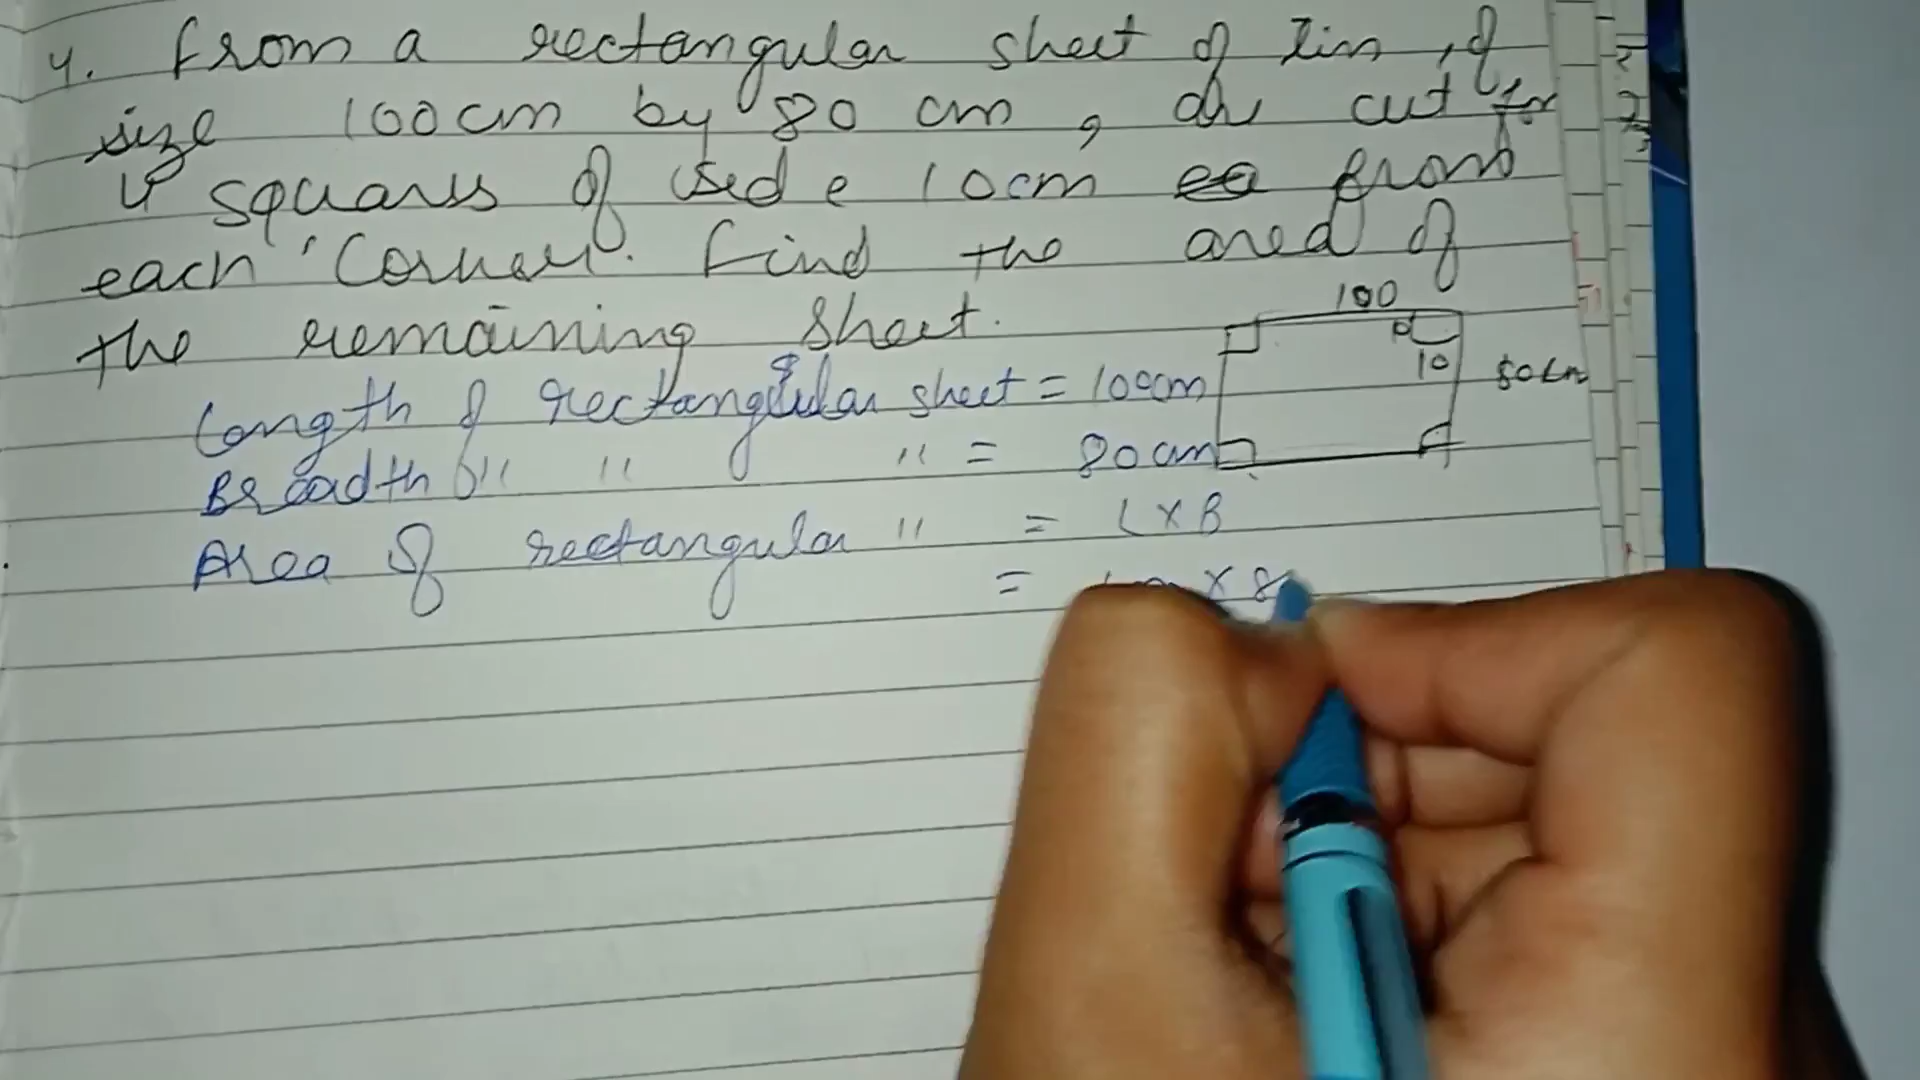 4. From a rectangular sheet of tin, of
size 100cm by 80 cm, are cut for
4 squares of side 10cm from
each corner. Find the area of
the remaining sheet.
100
10
10
80cm
Length of rectangular sheet = 100cm
Breadth " " " = 80cm
Area of rectangular " = L×B
= × 8